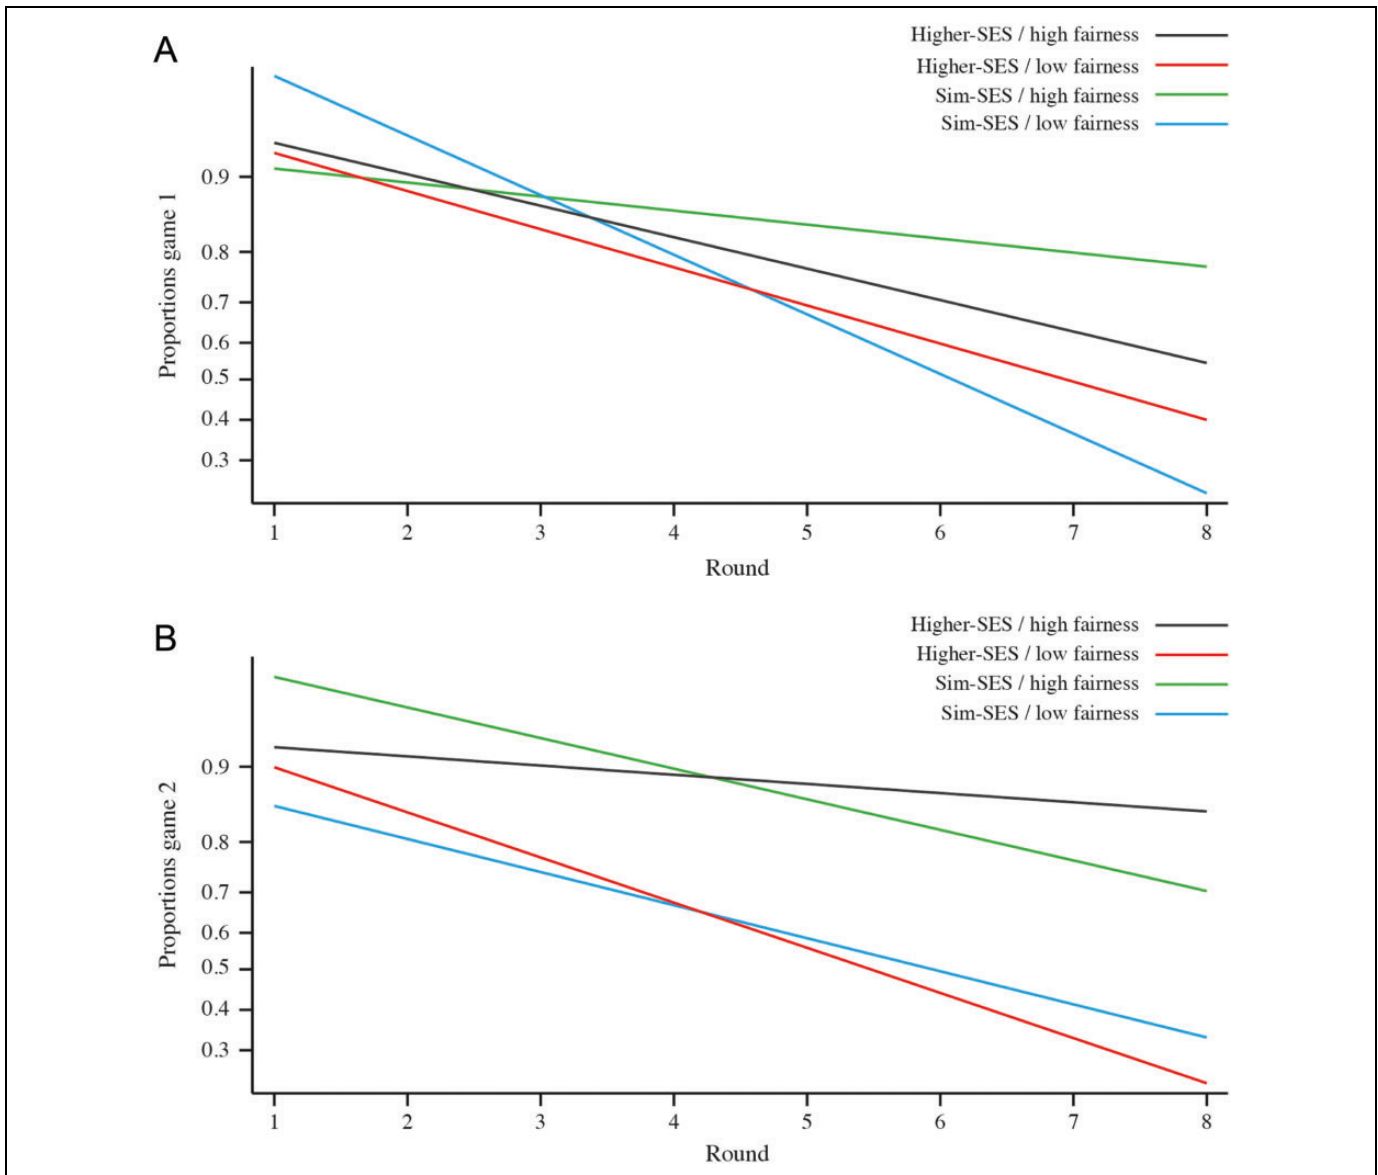 A
Higher-SES / high fairness
Higher-SES / low fairness
Sim-SES / high fairness
Sim-SES / low fairness
Proportions game 1
0.9
0.8
0.7
0.6
0.5
0.4
0.3
1 2 3 4 5 6 7 8
Round
B
Higher-SES / high fairness
Higher-SES / low fairness
Sim-SES / high fairness
Sim-SES / low fairness
Proportions game 2
0.9
0.8
0.7
0.6
0.5
0.4
0.3
1 2 3 4 5 6 7 8
Round